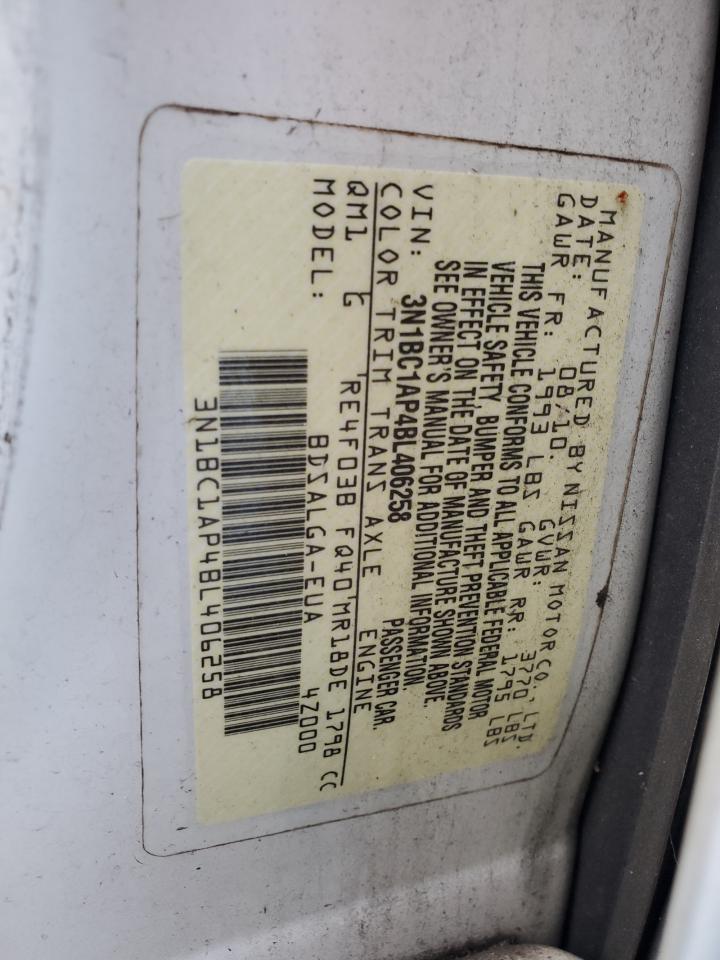 MANUFACTURED BY NISSAN MOTOR CO., LTD.
DATE: 08/10. GVWR: 3770 LBS
GAWR FR: 1993 LBS GAWR RR: 1795 LBS
THIS VEHICLE CONFORMS TO ALL APPLICABLE FEDERAL MOTOR
VEHICLE SAFETY, BUMPER AND THEFT PREVENTION STANDARDS
IN EFFECT ON THE DATE OF MANUFACTURE SHOWN ABOVE.
SEE OWNER'S MANUAL FOR ADDITIONAL INFORMATION.
VIN: 3N1BC1AP4BL406258 PASSENGER CAR.
COLOR TRIM TRANS AXLE ENGINE
QM1 G RE4F03B FQ40 MR18DE 1798 CC
MODEL: BDSALGA-EUA 4Z000
3N1BC1AP4BL406258